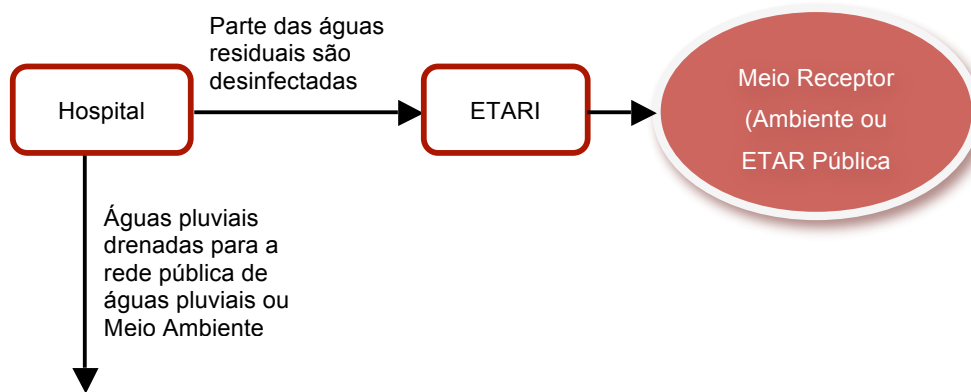 Parte das águas
residuais são
desinfectadas
Hospital
ETARI
Meio Receptor
(Ambiente ou
ETAR Pública
Águas pluviais
drenadas para a
rede pública de
águas pluviais ou
Meio Ambiente